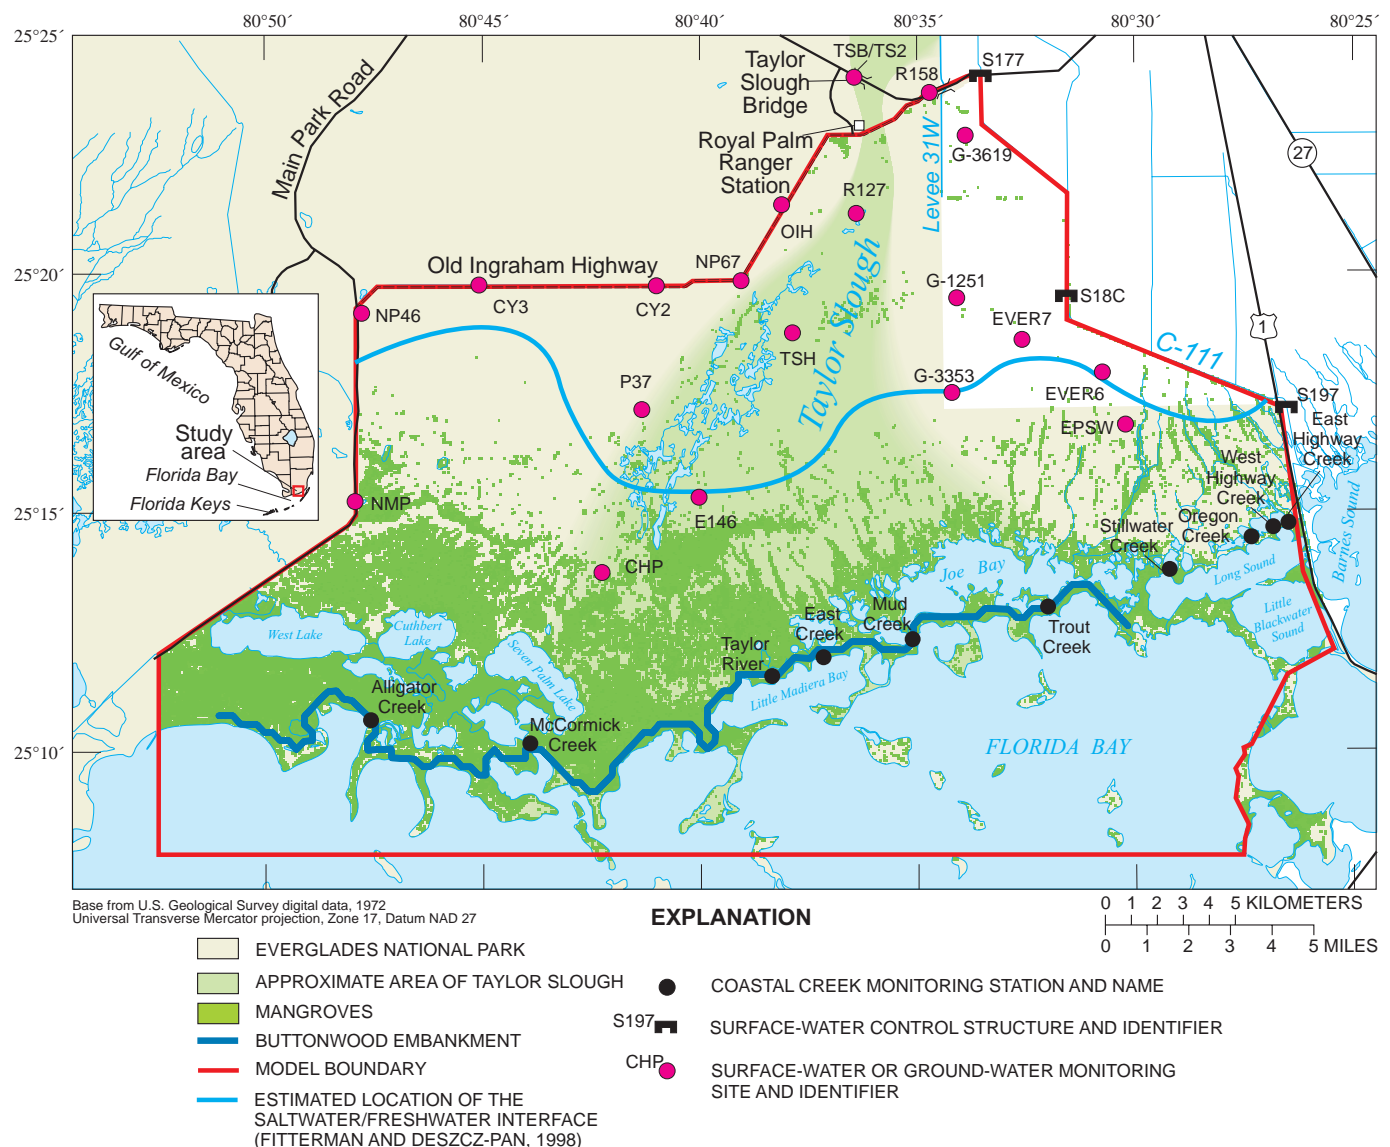 80°50´
80°45´
80°40´
80°35´
80°30´
80°25´
25°25´
25°20´
25°15´
25°10´
Main Park Road
Taylor
Slough
Bridge
TSB/TS2
R158
S177
Royal Palm
Ranger
Station
Levee 31W
G-3619
27
R127
OIH
Taylor Slough
Old Ingraham Highway
NP67
NP46
CY3
CY2
G-1251
S18C
EVER7
1
C-111
TSH
P37
G-3353
EVER6
EPSW
S197
East
Highway
Creek
West
Highway
Creek
Oregon
Creek
Stillwater
Creek
Barnes Sound
Gulf of Mexico
Study
area
Florida Bay
Florida Keys
NMP
E146
CHP
Joe Bay
Long Sound
Little
Blackwater
Sound
West Lake
Cuthbert
Lake
Seven Palm Lake
Mud
Creek
East
Creek
Taylor
River
Trout
Creek
Little Madiera Bay
Alligator
Creek
McCormick
Creek
FLORIDA BAY
Base from U.S. Geological Survey digital data, 1972
Universal Transverse Mercator projection, Zone 17, Datum NAD 27
EXPLANATION
0 1 2 3 4 5 KILOMETERS
0 1 2 3 4 5 MILES
EVERGLADES NATIONAL PARK
APPROXIMATE AREA OF TAYLOR SLOUGH
MANGROVES
BUTTONWOOD EMBANKMENT
MODEL BOUNDARY
ESTIMATED LOCATION OF THE
SALTWATER/FRESHWATER INTERFACE
(FITTERMAN AND DESZCZ-PAN, 1998)
COASTAL CREEK MONITORING STATION AND NAME
S197
SURFACE-WATER CONTROL STRUCTURE AND IDENTIFIER
CHP
SURFACE-WATER OR GROUND-WATER MONITORING
SITE AND IDENTIFIER